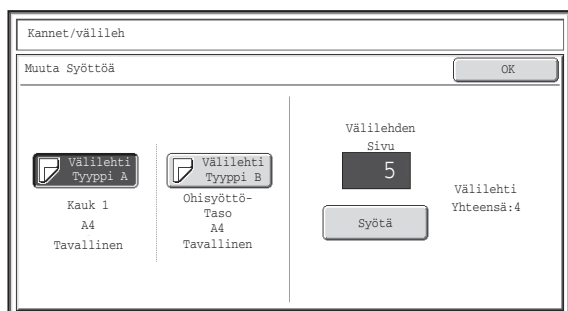 Kannet/välileh
Muuta Syöttöä
OK
Välilehti
Tyyppi A
Kauk 1
A4
Tavallinen
Välilehti
Tyyppi B
Ohisyöttö-
Taso
A4
Tavallinen
Välilehden
Sivu
5
Syötä
Välilehti
Yhteensä:4